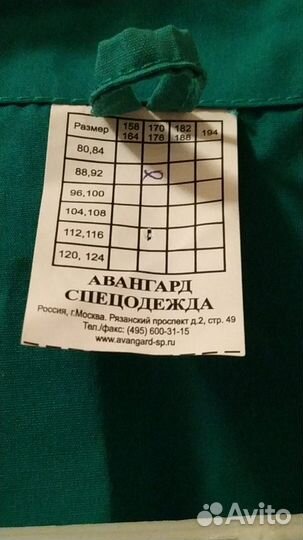 Размер 158 164 170 176 182 188 194
80,84
88,92
96,100
104,108
112,116
120, 124
АВАНГАРД
СПЕЦОДЕЖДА
Россия, г.Москва. Рязанский проспект д.2, стр. 49
Тел./факс: (495) 600-31-15
www.avangard-sp.ru
Avito